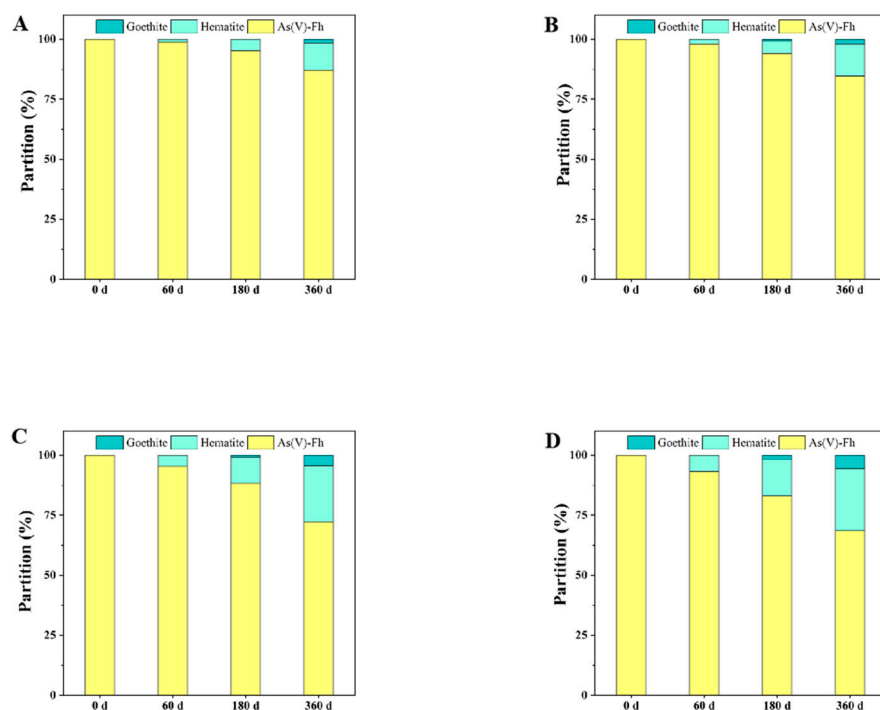 A
Goethite Hematite As(V)-Fh
100
75
50
25
0
Partition (%)
0 d 60 d 180 d 360 d
B
Goethite Hematite As(V)-Fh
100
75
50
25
0
Partition (%)
0 d 60 d 180 d 360 d
C
Goethite Hematite As(V)-Fh
100
75
50
25
0
Partition (%)
0 d 60 d 180 d 360 d
D
Goethite Hematite As(V)-Fh
100
75
50
25
0
Partition (%)
0 d 60 d 180 d 360 d